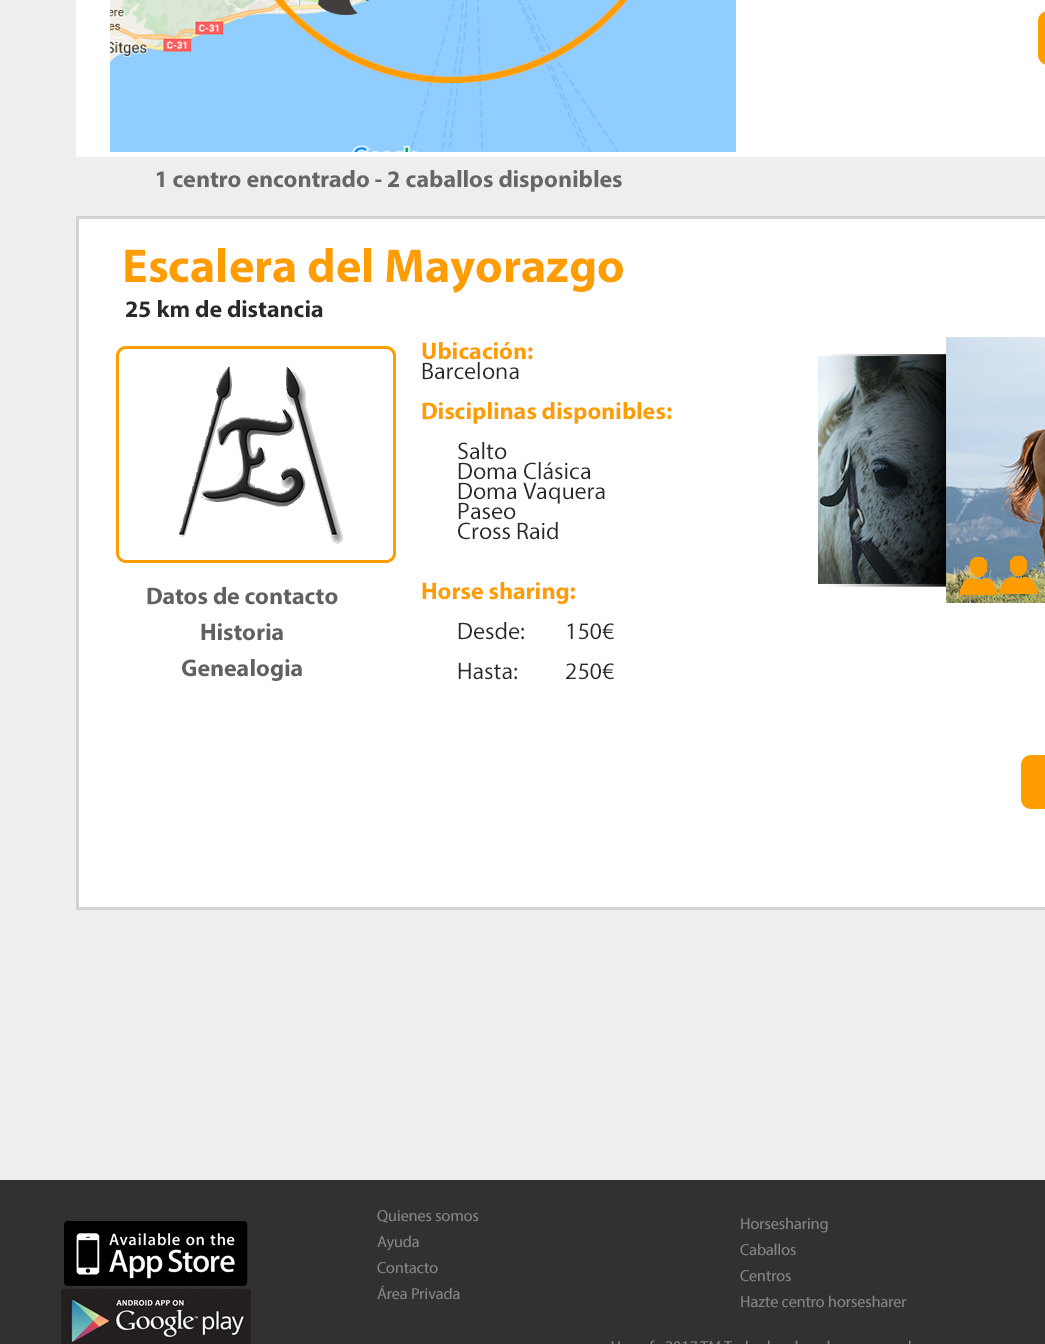 Sitges
C-31
C-31
1 centro encontrado - 2 caballos disponibles
Escalera del Mayorazgo
25 km de distancia
Ubicación:
Barcelona
Disciplinas disponibles:
Salto
Doma Clásica
Doma Vaquera
Paseo
Cross Raid
Datos de contacto
Historia
Genealogia
Horse sharing:
Desde: 150€
Hasta: 250€
Quienes somos
Ayuda
Contacto
Área Privada
Horsesharing
Caballos
Centros
Hazte centro horsesharer
Available on the
App Store
ANDROID APP ON
Google play